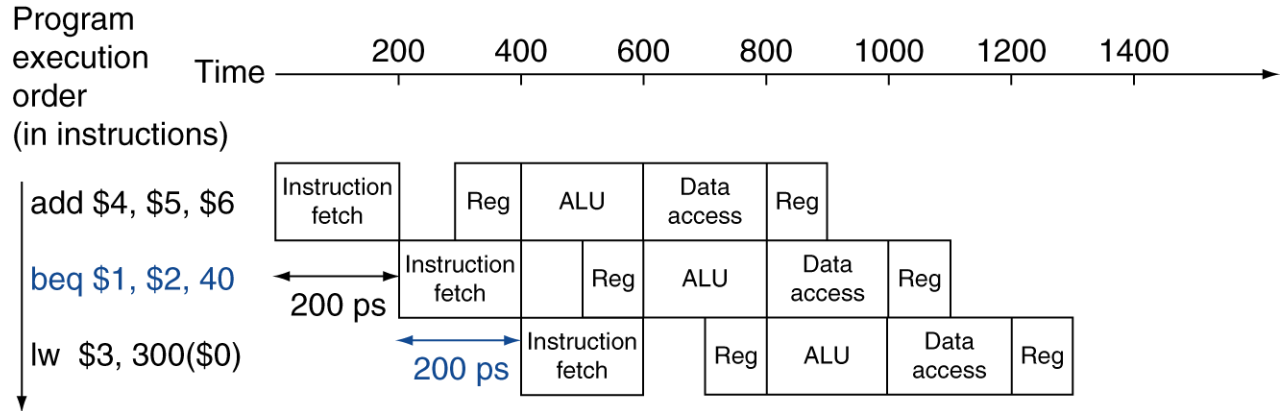 Program
execution
order
(in instructions)
Time
200 400 600 800 1000 1200 1400
add $4, $5, $6
Instruction
fetch
Reg
ALU
Data
access
Reg
beq $1, $2, 40
200 ps
Instruction
fetch
Reg
ALU
Data
access
Reg
lw $3, 300($0)
200 ps
Instruction
fetch
Reg
ALU
Data
access
Reg